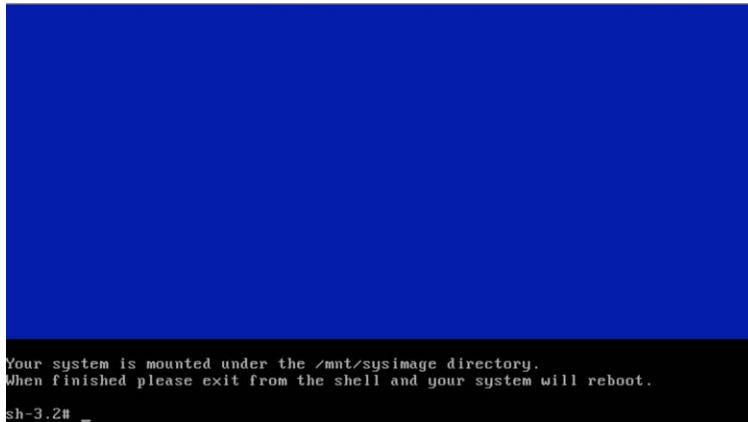 Your system is mounted under the /mnt/sysimage directory.
When finished please exit from the shell and your system will reboot.
sh-3.2# _